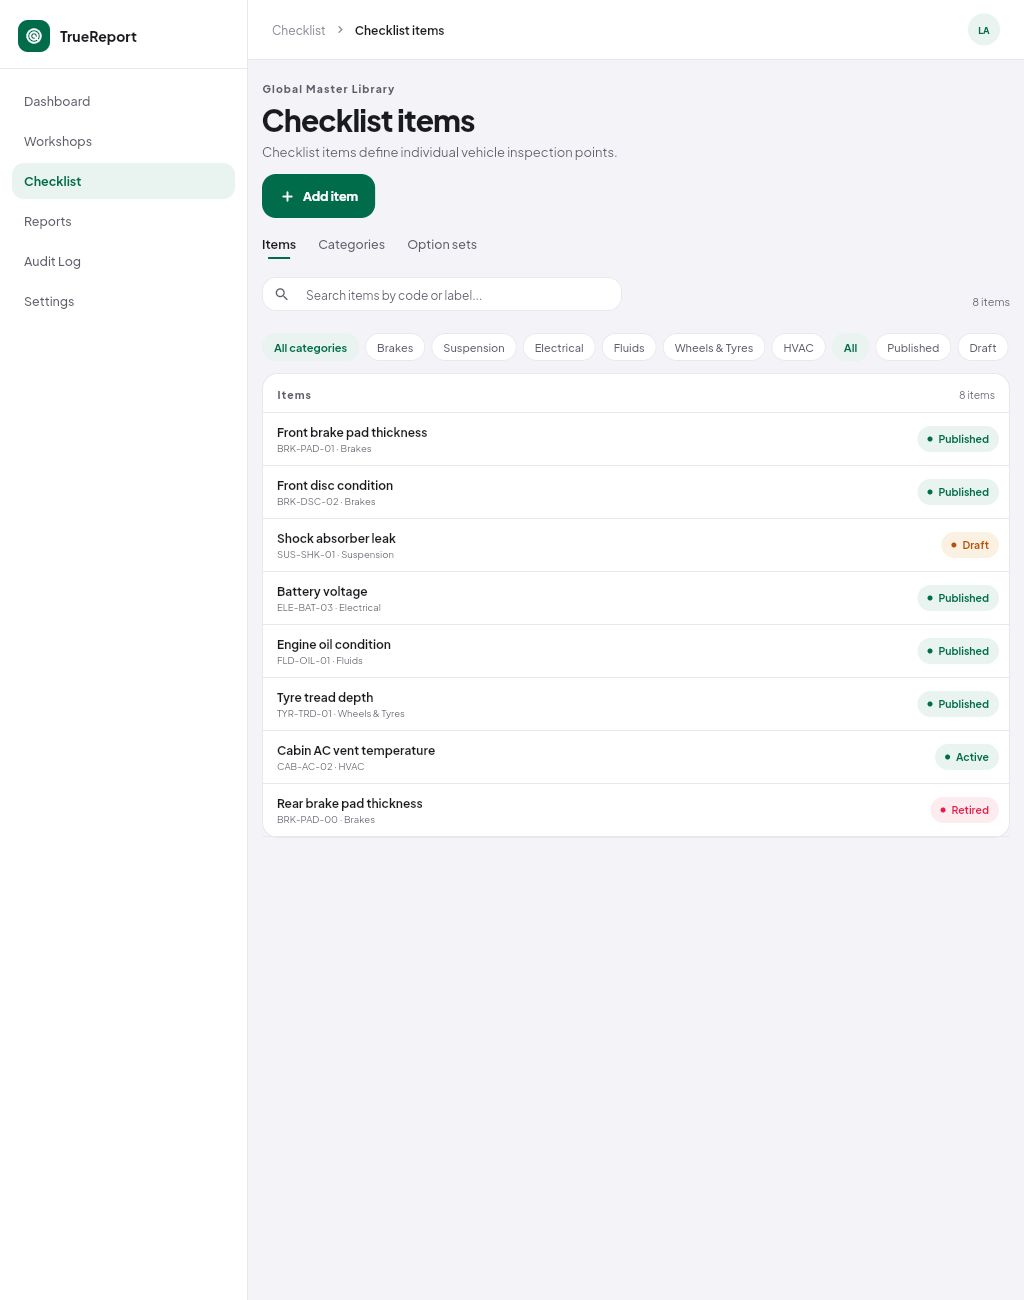 TrueReport
Dashboard
Workshops
Checklist
Reports
Audit Log
Settings
Checklist > Checklist items
LA
Global Master Library
Checklist items
Checklist items define individual vehicle inspection points.
+ Add item
Items Categories Option sets
Search items by code or label...
8 items
All categories Brakes Suspension Electrical Fluids Wheels & Tyres HVAC All Published Draft
Items 8 items
Front brake pad thickness
BRK-PAD-01 · Brakes
Published
Front disc condition
BRK-DSC-02 · Brakes
Published
Shock absorber leak
SUS-SHK-01 · Suspension
Draft
Battery voltage
ELE-BAT-03 · Electrical
Published
Engine oil condition
FLD-OIL-01 · Fluids
Published
Tyre tread depth
TYR-TRD-01 · Wheels & Tyres
Published
Cabin AC vent temperature
CAB-AC-02 · HVAC
Active
Rear brake pad thickness
BRK-PAD-00 · Brakes
Retired